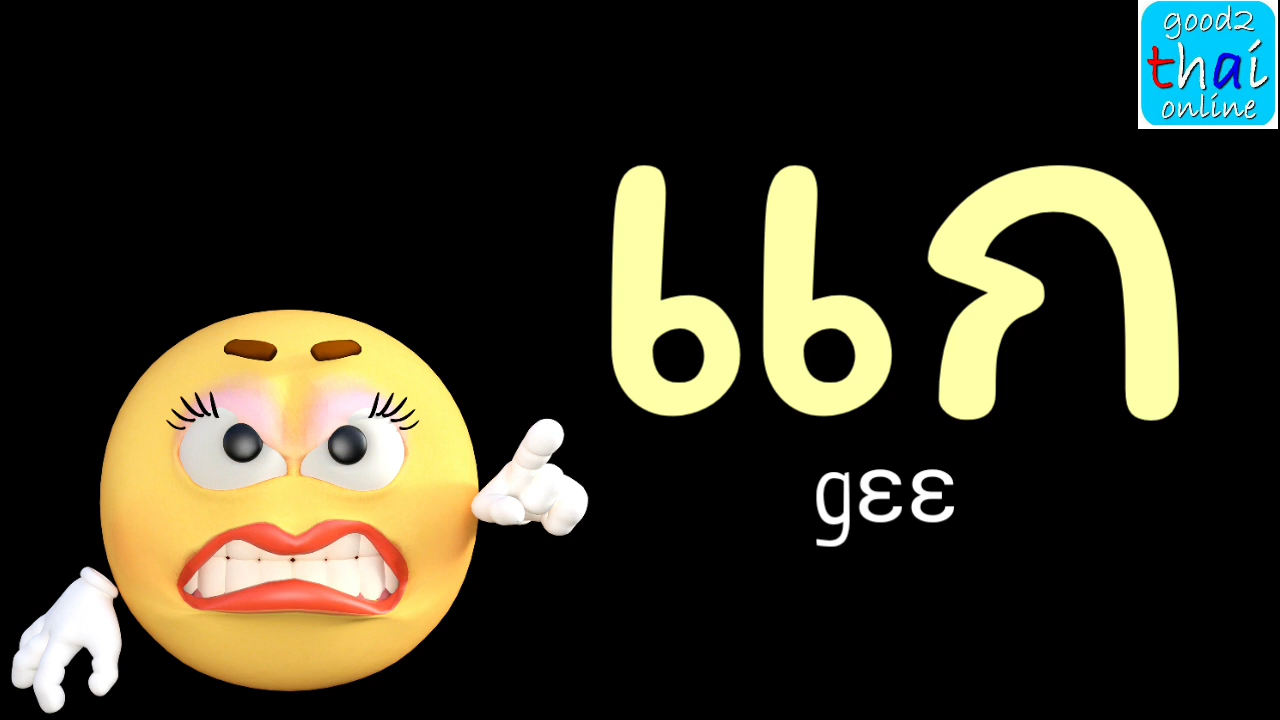 good2
thai
online
แก
gɛɛ